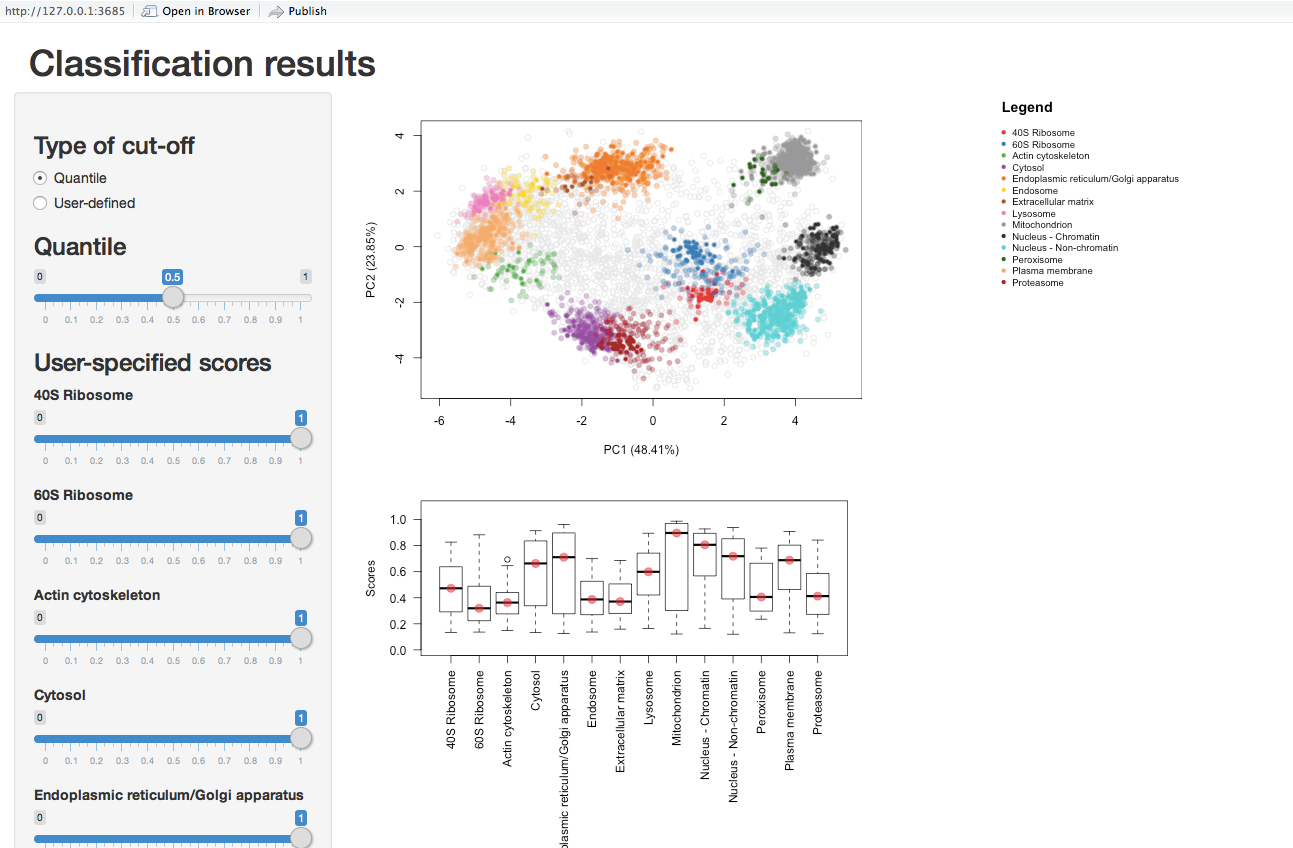 http://127.0.0.1:3685 Open in Browser Publish
Classification results
Type of cut-off
Quantile
User-defined
Quantile
0 0.5 1
0 0.1 0.2 0.3 0.4 0.5 0.6 0.7 0.8 0.9 1
User-specified scores
40S Ribosome
0 1
0 0.1 0.2 0.3 0.4 0.5 0.6 0.7 0.8 0.9 1
60S Ribosome
0 1
0 0.1 0.2 0.3 0.4 0.5 0.6 0.7 0.8 0.9 1
Actin cytoskeleton
0 1
0 0.1 0.2 0.3 0.4 0.5 0.6 0.7 0.8 0.9 1
Cytosol
0 1
0 0.1 0.2 0.3 0.4 0.5 0.6 0.7 0.8 0.9 1
Endoplasmic reticulum/Golgi apparatus
0 1
PC2 (23.85%)
4
2
0
-2
-4
-6 -4 -2 0 2 4
PC1 (48.41%)
Legend
40S Ribosome
60S Ribosome
Actin cytoskeleton
Cytosol
Endoplasmic reticulum/Golgi apparatus
Endosome
Extracellular matrix
Lysosome
Mitochondrion
Nucleus - Chromatin
Nucleus - Non-chromatin
Peroxisome
Plasma membrane
Proteasome
Scores
1.0
0.8
0.6
0.4
0.2
0.0
40S Ribosome
60S Ribosome
Actin cytoskeleton
Cytosol
plasmic reticulum/Golgi apparatus
Endosome
Extracellular matrix
Lysosome
Mitochondrion
Nucleus - Chromatin
Nucleus - Non-chromatin
Peroxisome
Plasma membrane
Proteasome